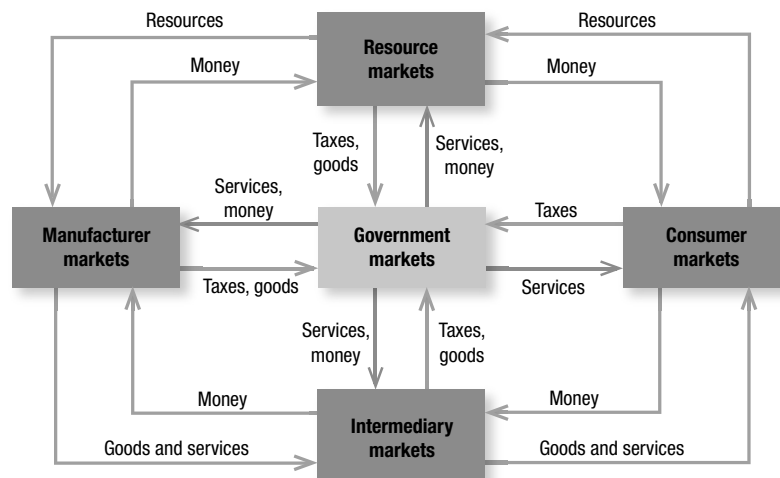 Resources
Resources
Resource
markets
Money
Money
Taxes,
goods
Services,
money
Services,
money
Taxes
Manufacturer
markets
Government
markets
Consumer
markets
Taxes, goods
Services
Services,
money
Taxes,
goods
Money
Money
Intermediary
markets
Goods and services
Goods and services